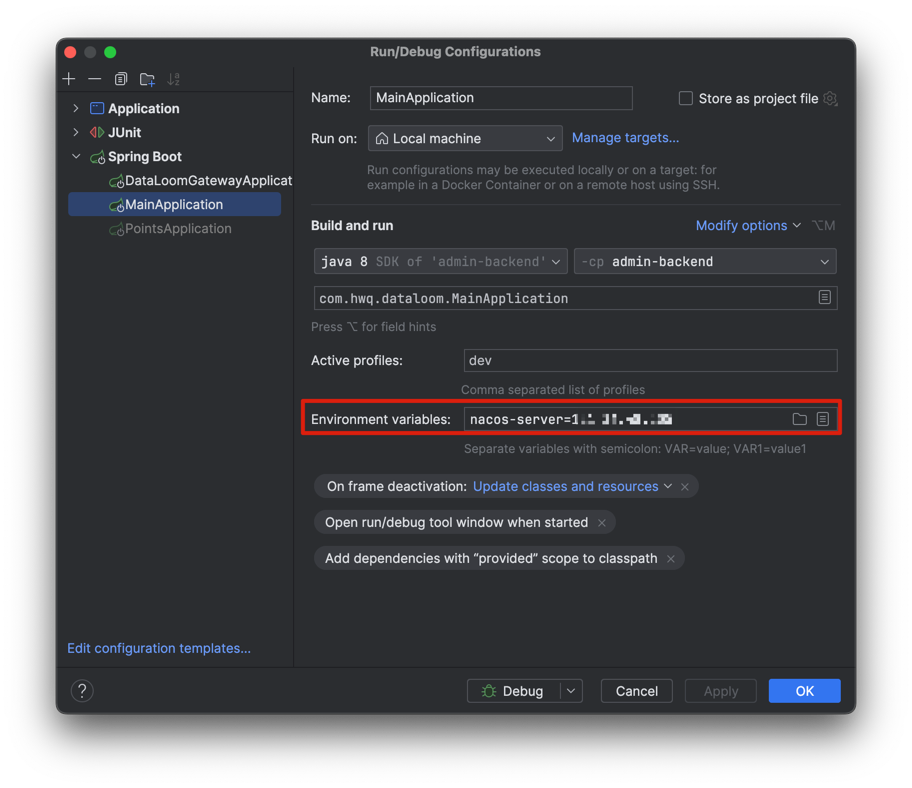 Run/Debug Configurations
Application
JUnit
Spring Boot
DataLoomGatewayApplicat
MainApplication
PointsApplication
Edit configuration templates...
Name: MainApplication Store as project file
Run on: Local machine Manage targets...
Run configurations may be executed locally or on a target: for
example in a Docker Container or on a remote host using SSH.
Build and run Modify options ⌥M
java 8 SDK of 'admin-backend' -cp admin-backend
com.hwq.dataloom.MainApplication
Press ⌥ for field hints
Active profiles: dev
Comma separated list of profiles
Environment variables: nacos-server=1
Separate variables with semicolon: VAR=value; VAR1=value1
On frame deactivation: Update classes and resources ×
Open run/debug tool window when started ×
Add dependencies with “provided” scope to classpath ×
? Debug Cancel Apply OK